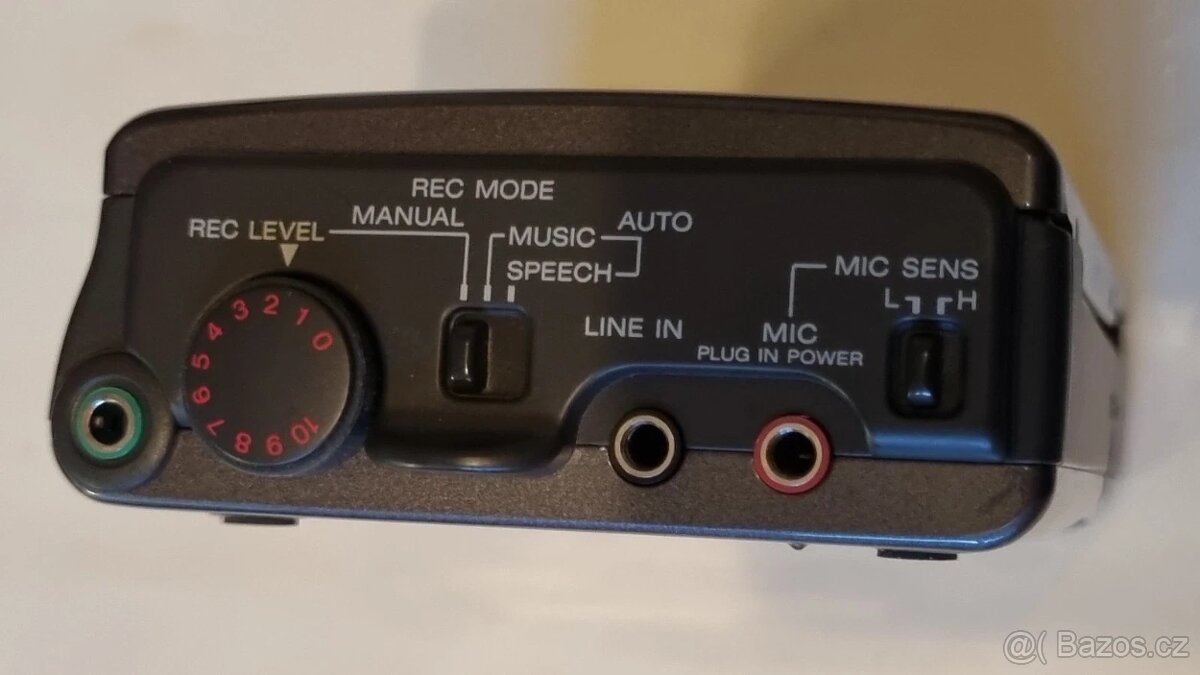 REC MODE
MANUAL
AUTO
REC LEVEL
MUSIC
SPEECH
MIC SENS
L H
LINE IN
MIC
PLUG IN POWER
0 1 2 3 4 5 6 7 8 9 10
@( Bazoš.cz